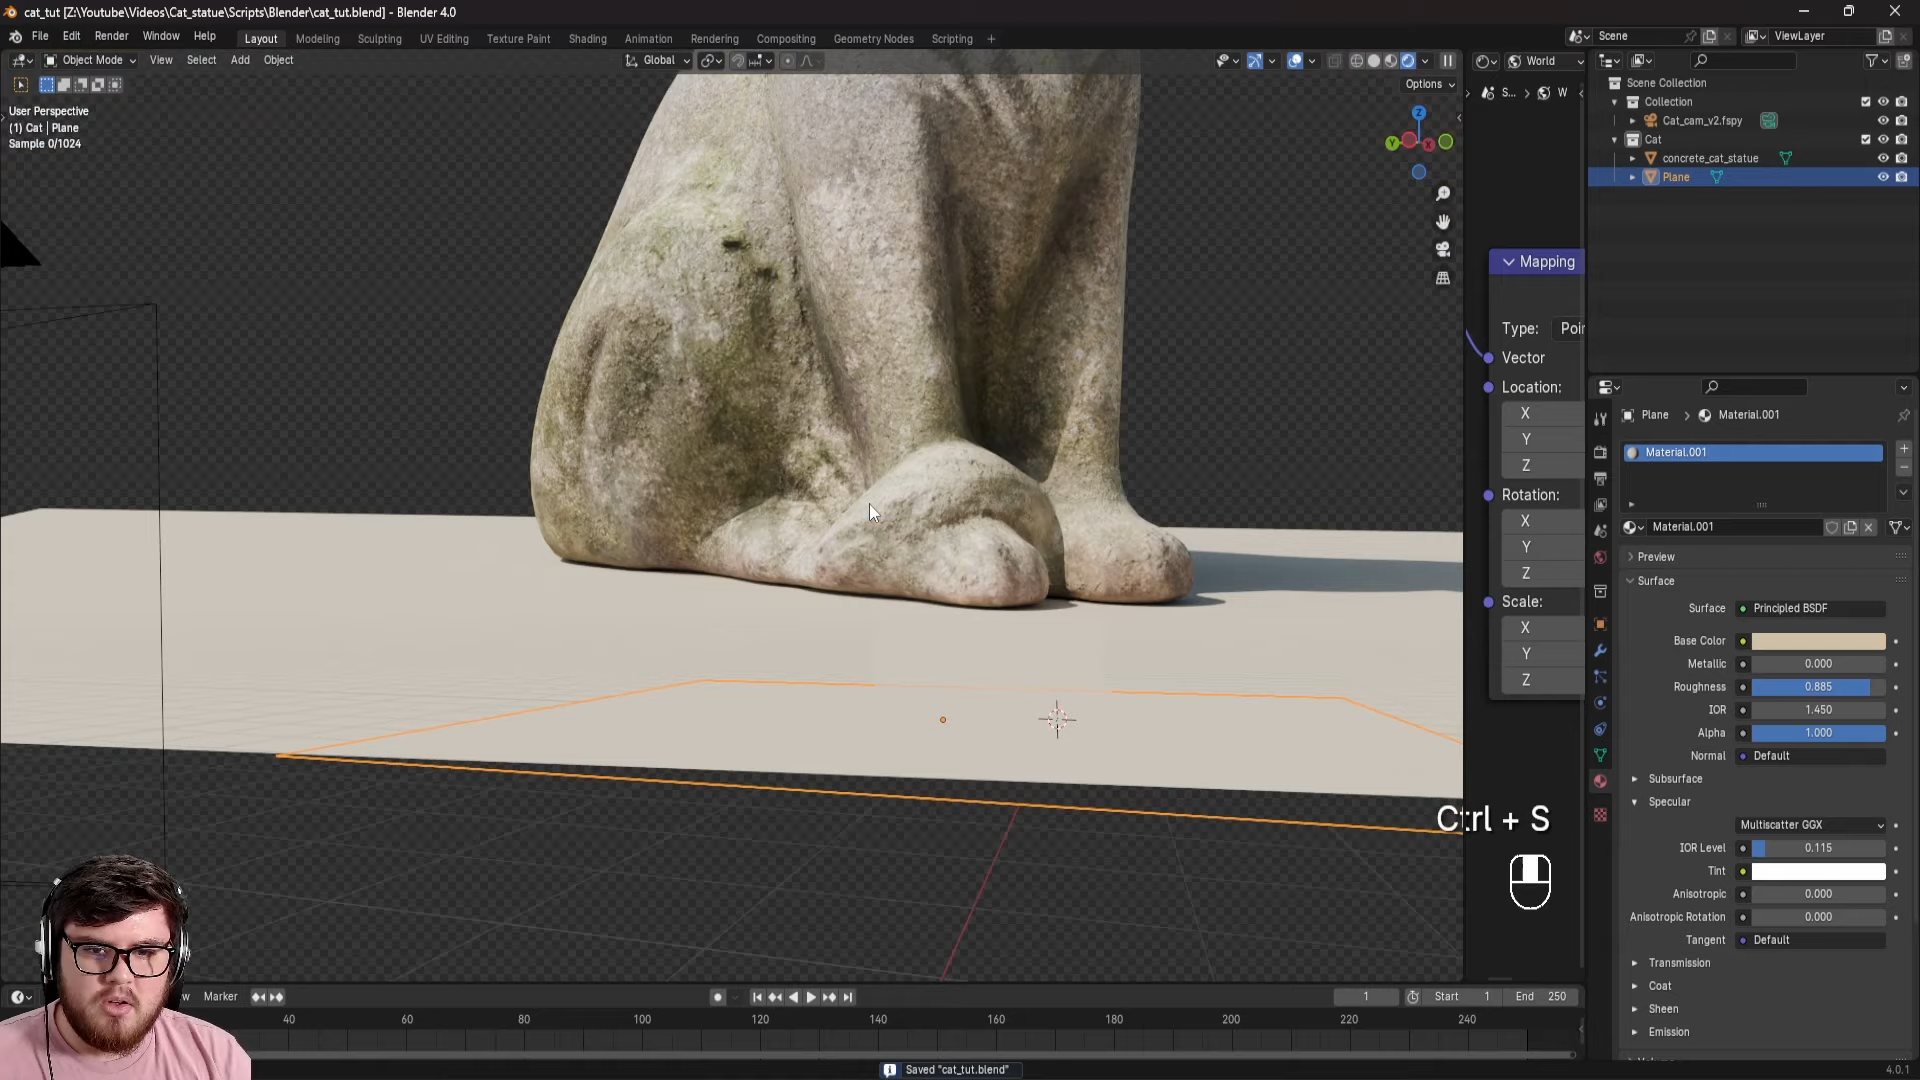 cat_tut [Z:\Youtube\Videos\Cat_statue\Scripts\Blender\cat_tut.blend] - Blender 4.0
File Edit Render Window Help
Layout Modeling Sculpting UV Editing Texture Paint Shading Animation Rendering Compositing Geometry Nodes Scripting +
Scene
ViewLayer
Object Mode View Select Add Object
Global
World
Options
S... > W
User Perspective
(1) Cat | Plane
Sample 0/1024
Z
Y
X
Scene Collection
Collection
Cat_cam_v2.fspy
Cat
concrete_cat_statue
Plane
Mapping
Type: Poi
Vector
Location:
X
Y
Z
Rotation:
X
Y
Z
Scale:
X
Y
Z
Plane > Material.001
Material.001
Material.001
Preview
Surface
Surface Principled BSDF
Base Color
Metallic 0.000
Roughness 0.885
IOR 1.450
Alpha 1.000
Normal Default
Subsurface
Specular
Multiscatter GGX
IOR Level 0.115
Tint
Anisotropic 0.000
Anisotropic Rotation 0.000
Tangent Default
Transmission
Coat
Sheen
Emission
Ctrl + S
w Marker
1
Start 1
End 250
40 60 80 100 120 140 160 180 200 220 240
Saved "cat_tut.blend"
4.0.1